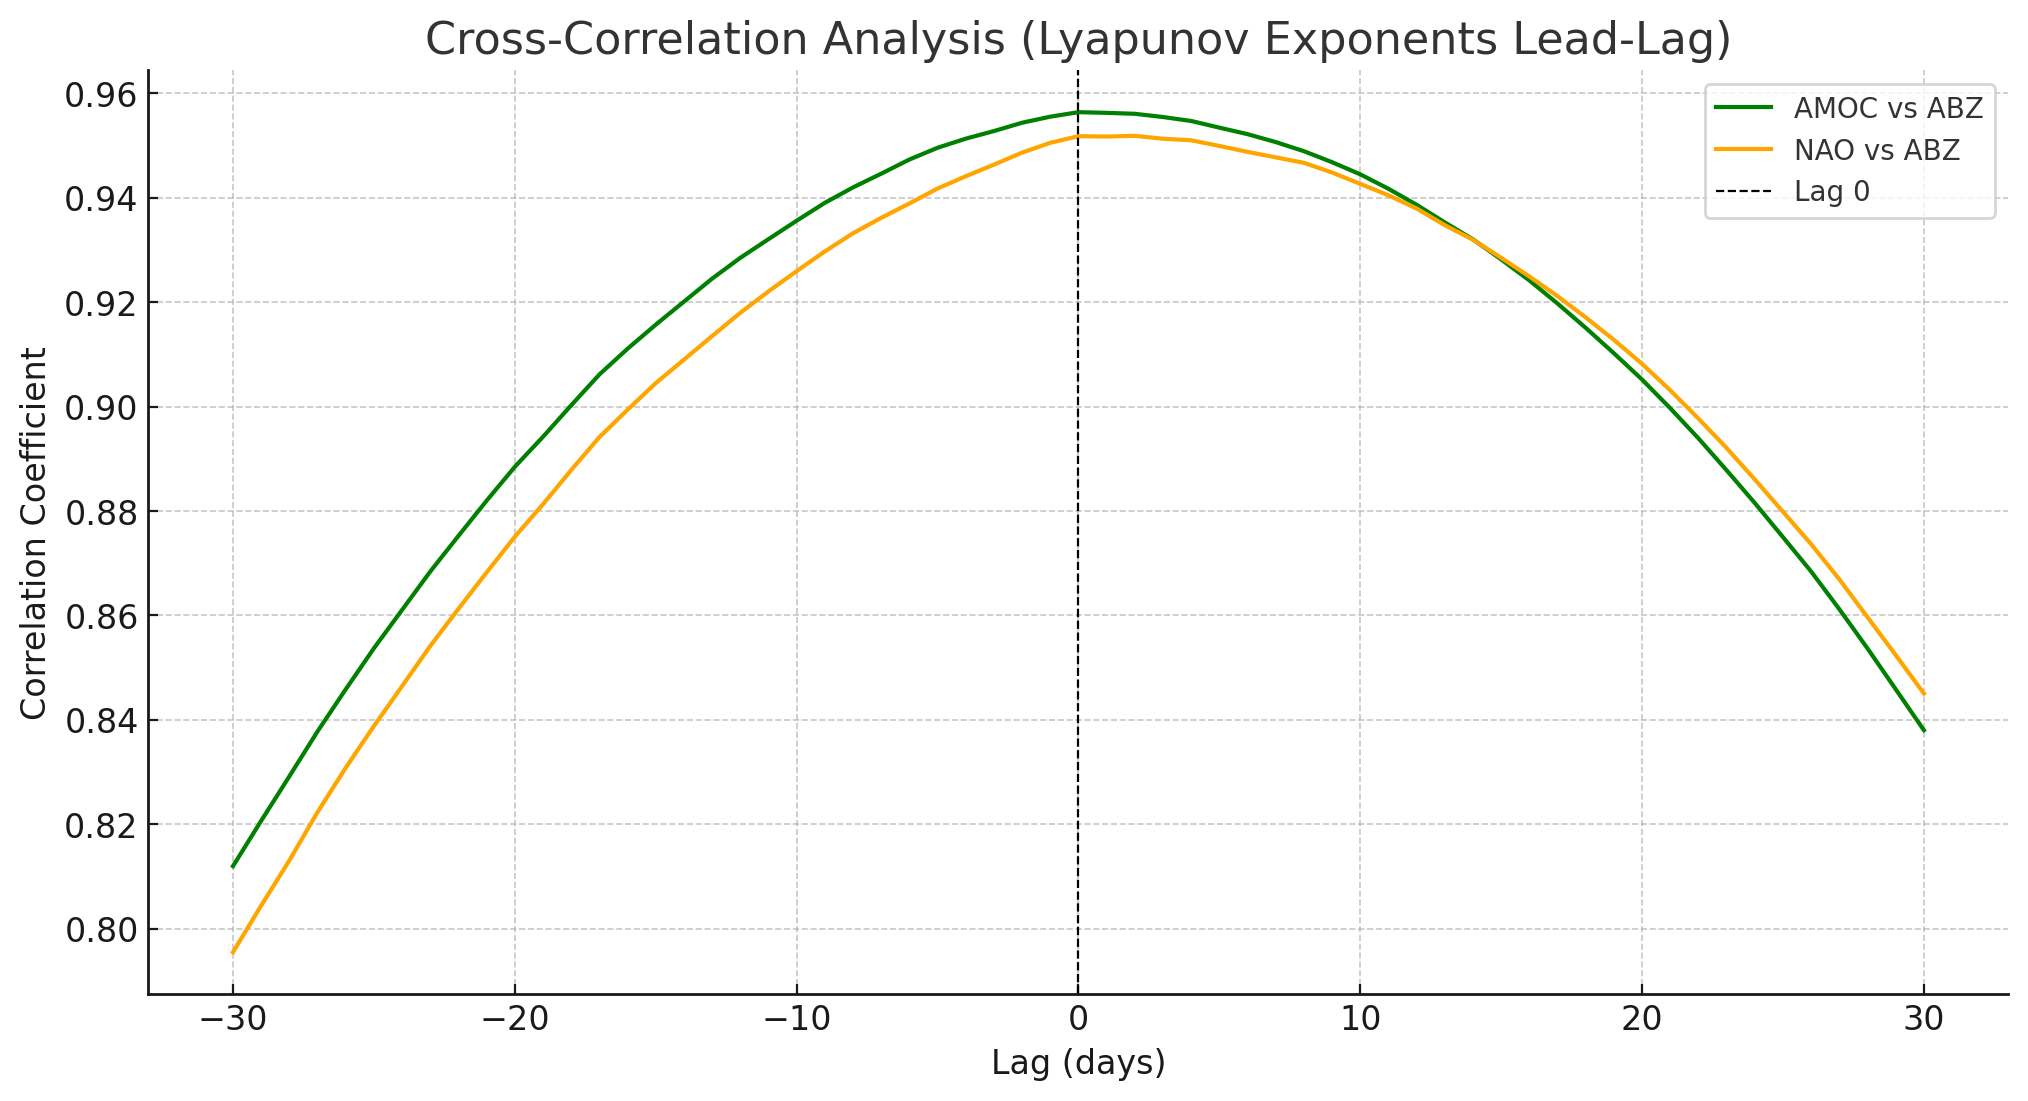 Cross-Correlation Analysis (Lyapunov Exponents Lead-Lag)
AMOC vs ABZ
NAO vs ABZ
Lag 0
Correlation Coefficient
0.96
0.94
0.92
0.90
0.88
0.86
0.84
0.82
0.80
−30 −20 −10 0 10 20 30
Lag (days)